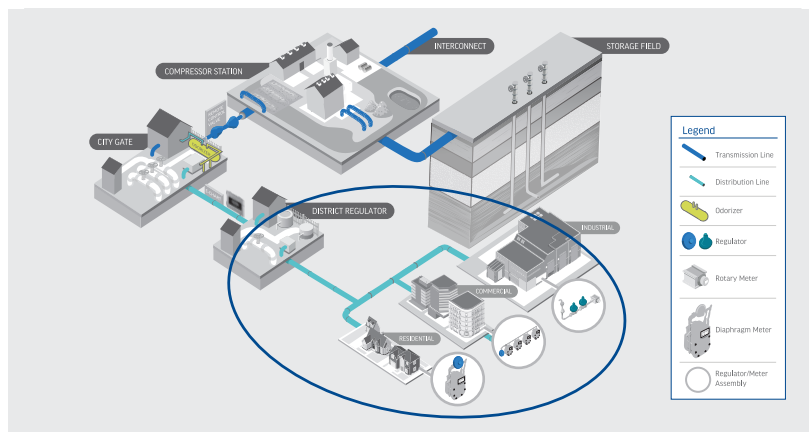 INTERCONNECT
STORAGE FIELD
COMPRESSOR STATION
CITY GATE
DISTRICT REGULATOR
INDUSTRIAL
COMMERCIAL
RESIDENTIAL
Legend
Transmission Line
Distribution Line
Odorizer
Regulator
Rotary Meter
Diaphragm Meter
Regulator/Meter
Assembly